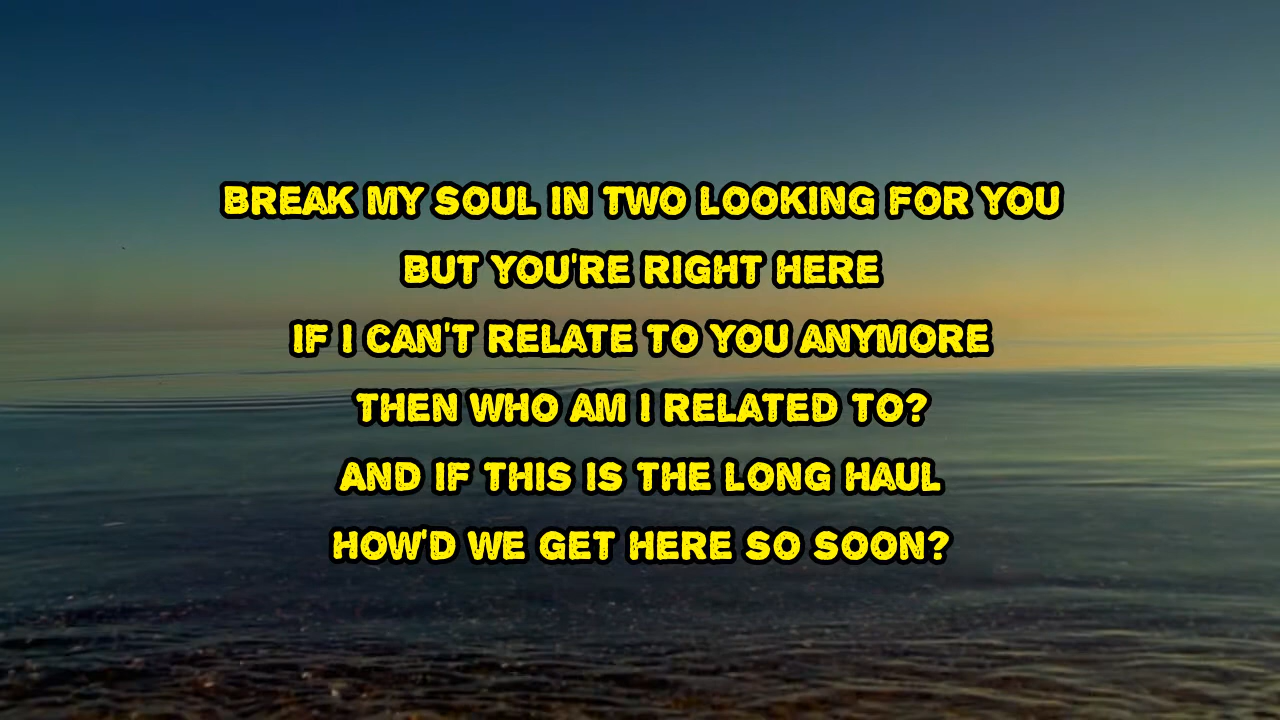 BREAK MY SOUL IN TWO LOOKING FOR YOU
BUT YOU'RE RIGHT HERE
IF I CAN'T RELATE TO YOU ANYMORE
THEN WHO AM I RELATED TO?
AND IF THIS IS THE LONG HAUL
HOW'D WE GET HERE SO SOON?